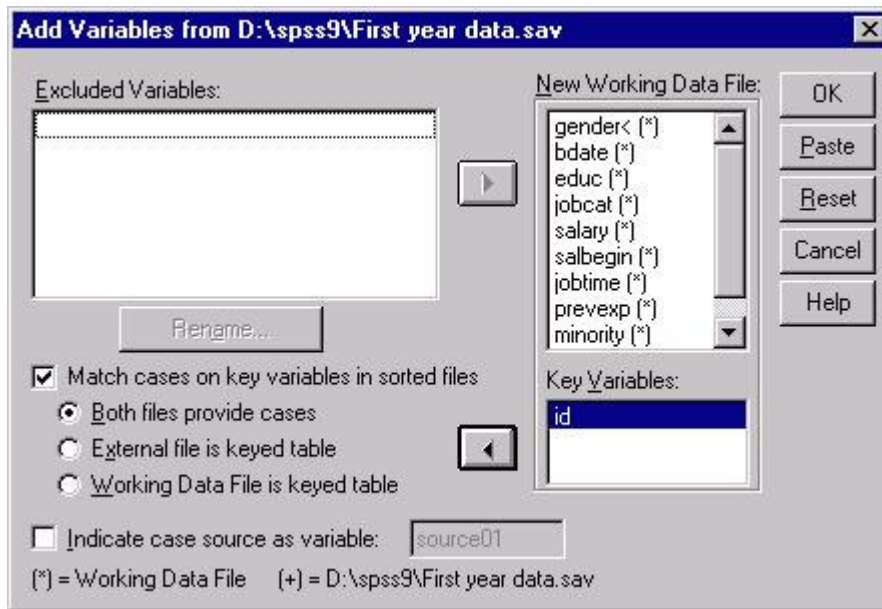 Add Variables from D:\spss9\First year data.sav
Excluded Variables:
New Working Data File:
gender< (*)
bdate (*)
educ (*)
jobcat (*)
salary (*)
salbegin (*)
jobtime (*)
prevexp (*)
minority (*)
OK
Paste
Reset
Cancel
Help
Rename...
Match cases on key variables in sorted files
Both files provide cases
External file is keyed table
Working Data File is keyed table
Key Variables:
id
Indicate case source as variable: source01
(*) = Working Data File (+) = D:\spss9\First year data.sav